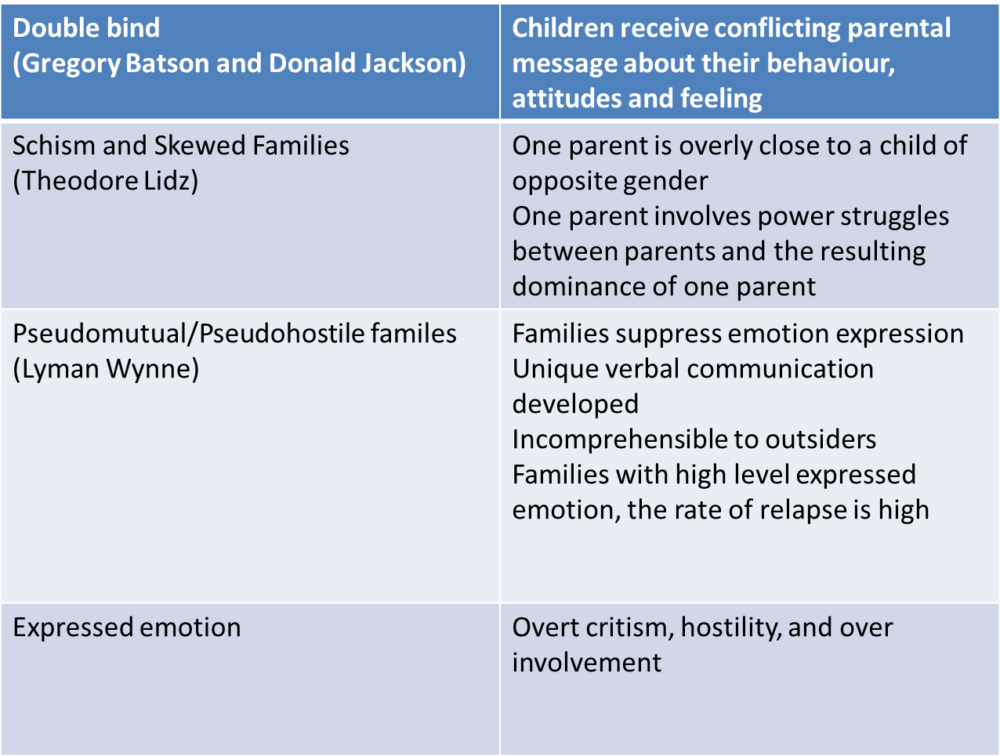 Double bind
(Gregory Batson and Donald Jackson)
Children receive conflicting parental
message about their behaviour,
attitudes and feeling
Schism and Skewed Families
(Theodore Lidz)
One parent is overly close to a child of
opposite gender
One parent involves power struggles
between parents and the resulting
dominance of one parent
Pseudomutual/Pseudohostile familes
(Lyman Wynne)
Families suppress emotion expression
Unique verbal communication
developed
Incomprehensible to outsiders
Families with high level expressed
emotion, the rate of relapse is high
Expressed emotion
Overt critism, hostility, and over
involvement